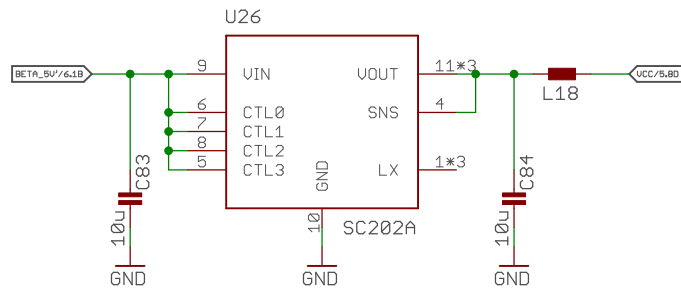 U26
BETA_5V'/6.1B
9
VIN
VOUT
11*3
VCC/5.8D
6
CTL0
SNS
4
L18
7
CTL1
8
CTL2
5
CTL3
LX
1*3
C83
10u
GND
10
SC202A
C84
10u
GND
GND
GND